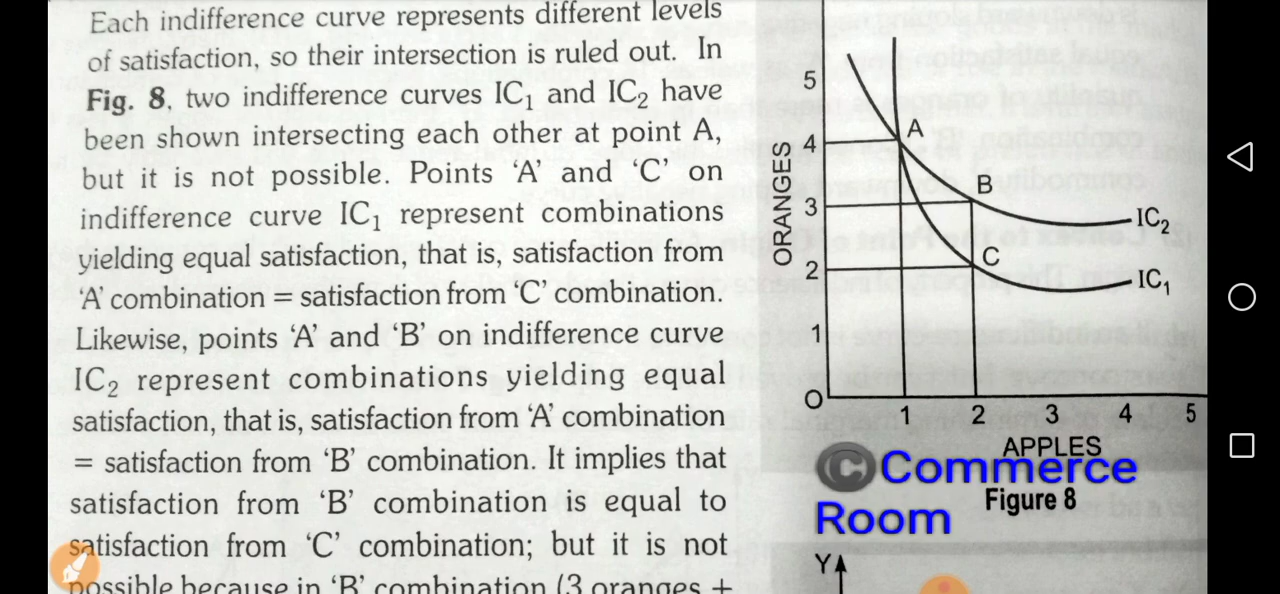 Each indifference curve represents different levels
of satisfaction, so their intersection is ruled out. In
Fig. 8, two indifference curves IC₁ and IC₂ have
been shown intersecting each other at point A,
but it is not possible. Points ‘A’ and ‘C’ on
indifference curve IC₁ represent combinations
yielding equal satisfaction, that is, satisfaction from
‘A’ combination = satisfaction from ‘C’ combination.
Likewise, points ‘A’ and ‘B’ on indifference curve
IC₂ represent combinations yielding equal
satisfaction, that is, satisfaction from ‘A’ combination
= satisfaction from ‘B’ combination. It implies that
satisfaction from ‘B’ combination is equal to
satisfaction from ‘C’ combination; but it is not
possible because in ‘B’ combination (3 oranges +
5
A
4
B
3
IC₂
C
2
IC₁
1
ORANGES
O
1 2 3 4 5
APPLES
C Commerce
Room
Figure 8
Y